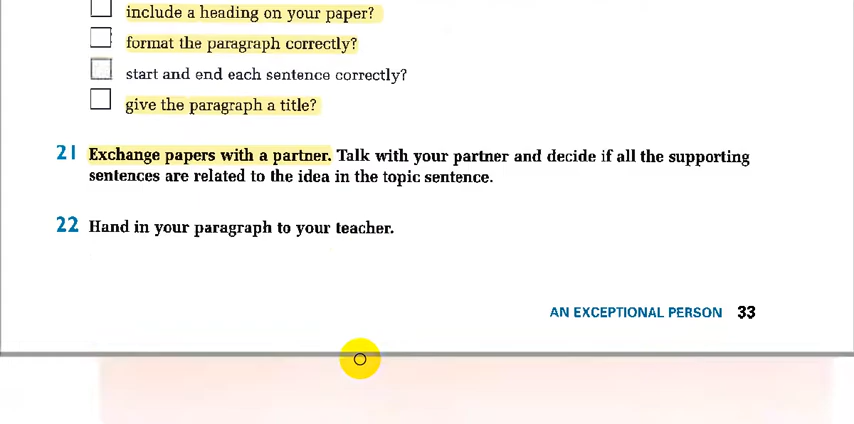 include a heading on your paper?
format the paragraph correctly?
start and end each sentence correctly?
give the paragraph a title?
21 Exchange papers with a partner. Talk with your partner and decide if all the supporting
sentences are related to the idea in the topic sentence.
22 Hand in your paragraph to your teacher.
AN EXCEPTIONAL PERSON 33